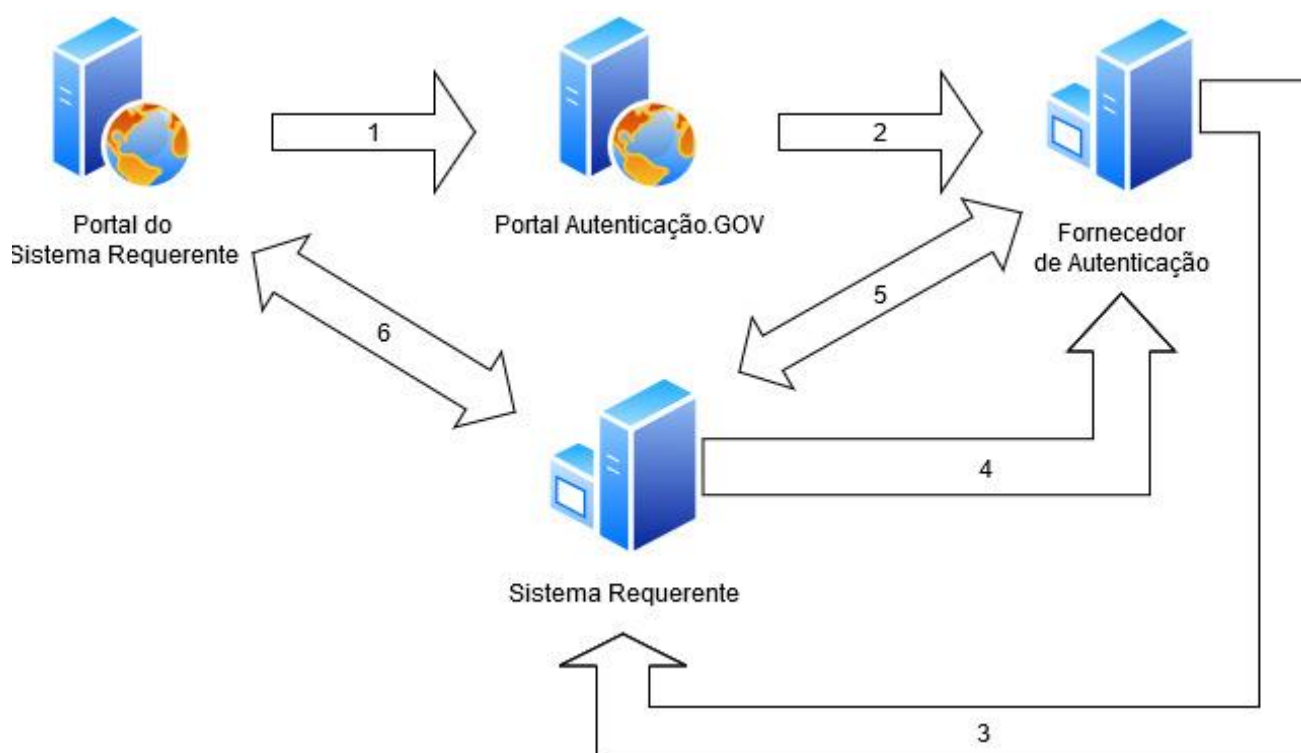 1
2
Portal do
Sistema Requerente
Portal Autenticação.GOV
Fornecedor
de Autenticação
5
6
4
Sistema Requerente
3